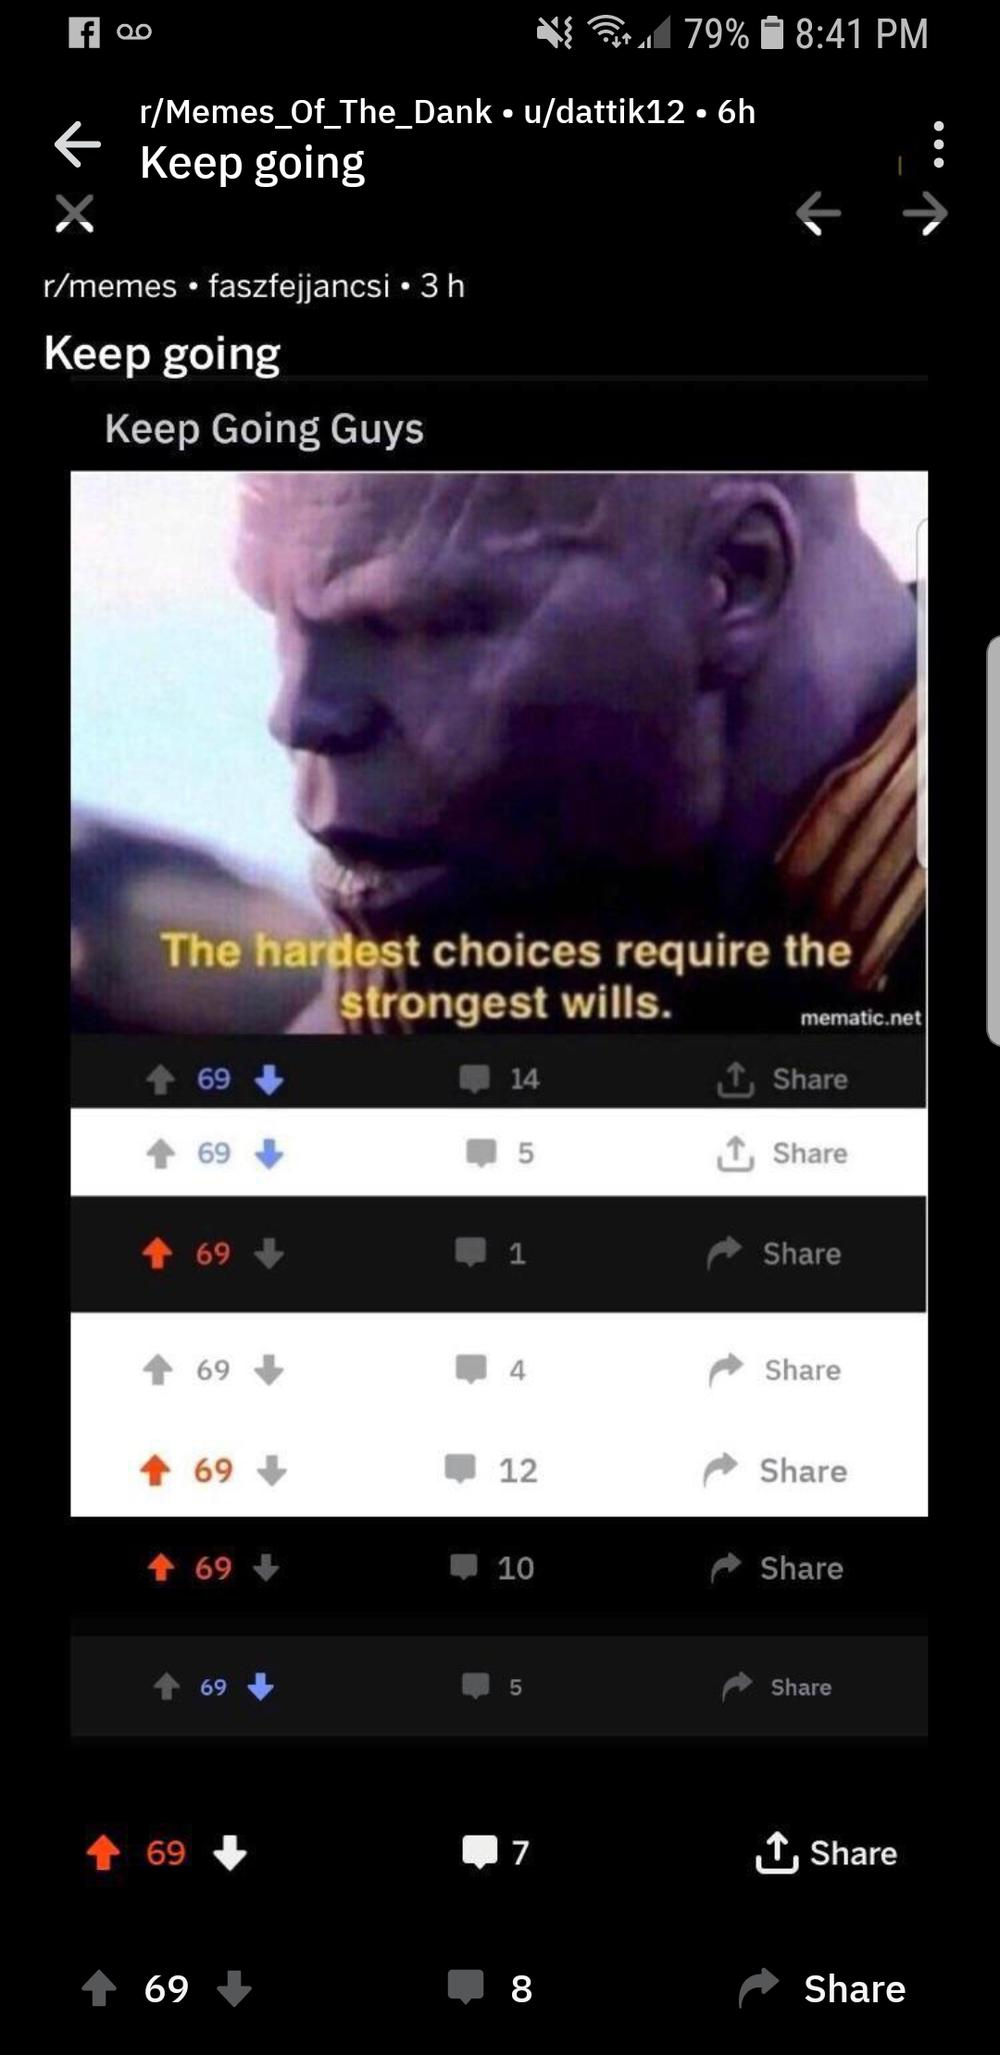 79% 8:41 PM
r/Memes_Of_The_Dank • u/dattik12 • 6h
Keep going
r/memes • faszfejjancsi • 3 h
Keep going
Keep Going Guys
The hardest choices require the
strongest wills.
mematic.net
69 14 Share
69 5 Share
69 1 Share
69 4 Share
69 12 Share
69 10 Share
69 5 Share
69 7 Share
69 8 Share